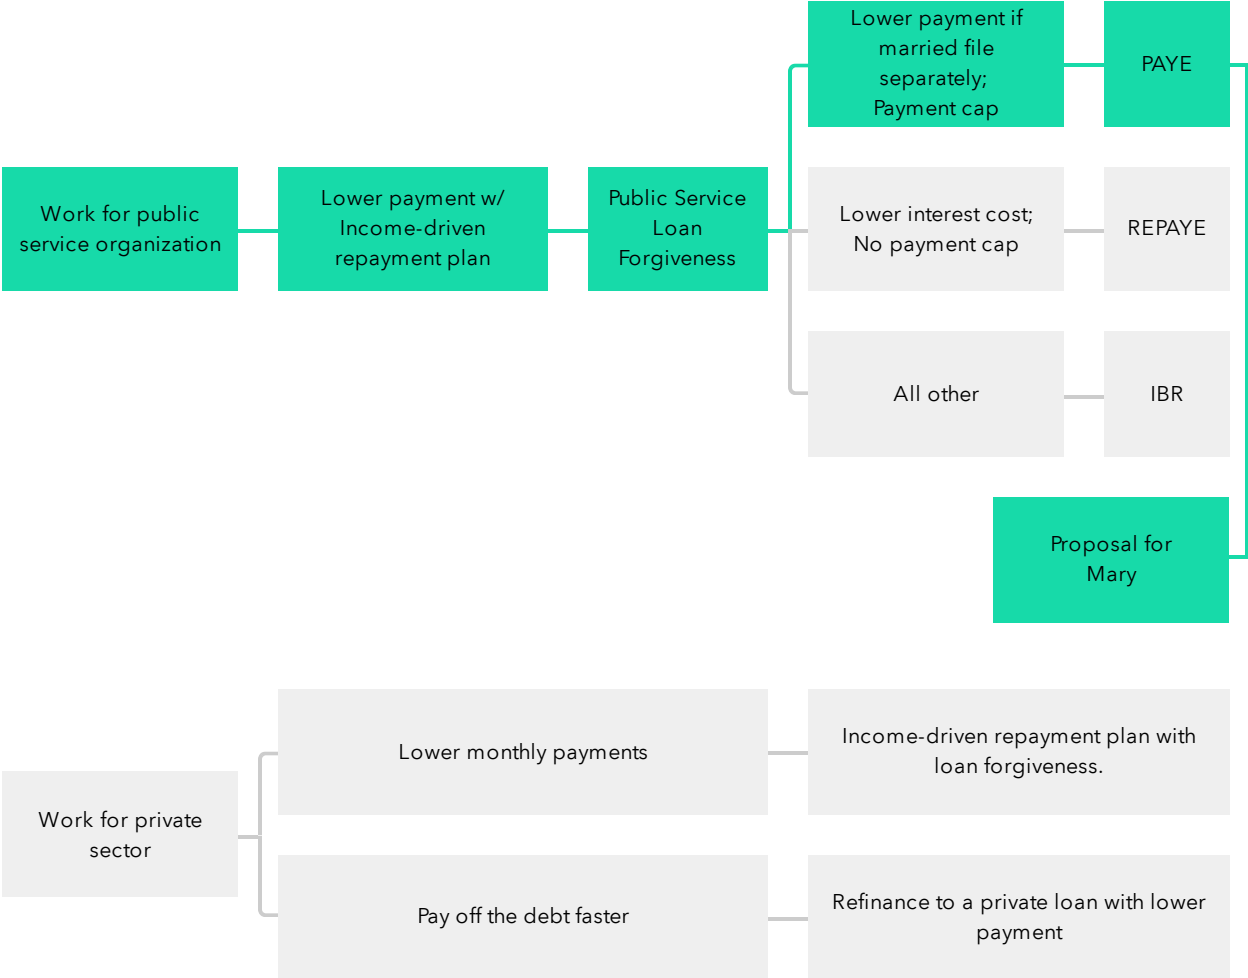 Lower payment if
married file
separately;
Payment cap
PAYE
Work for public
service organization
Lower payment w/
Income-driven
repayment plan
Public Service
Loan
Forgiveness
Lower interest cost;
No payment cap
REPAYE
All other
IBR
Proposal for
Mary
Work for private
sector
Lower monthly payments
Income-driven repayment plan with
loan forgiveness.
Pay off the debt faster
Refinance to a private loan with lower
payment